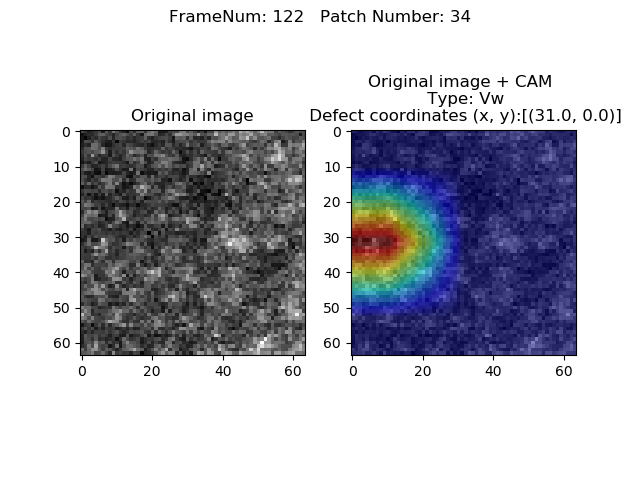 FrameNum: 122   Patch Number: 34
Original image
Original image + CAM
Type: Vw
Defect coordinates (x, y):[(31.0, 0.0)]
0
10
20
30
40
50
60
0 20 40 60
0
10
20
30
40
50
60
0 20 40 60